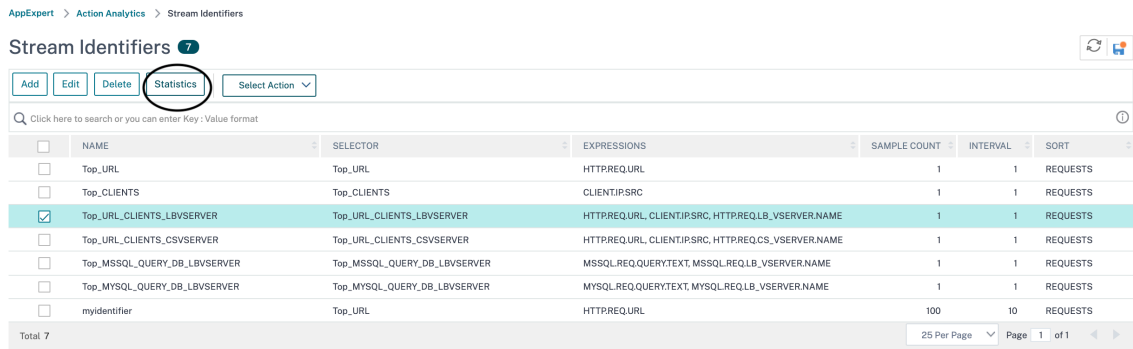 AppExpert > Action Analytics > Stream Identifiers
Stream Identifiers 7
Add Edit Delete Statistics Select Action
Click here to search or you can enter Key : Value format
NAME SELECTOR EXPRESSIONS SAMPLE COUNT INTERVAL SORT
Top_URL Top_URL HTTP.REQ.URL 1 1 REQUESTS
Top_CLIENTS Top_CLIENTS CLIENT.IP.SRC 1 1 REQUESTS
Top_URL_CLIENTS_LBVSERVER Top_URL_CLIENTS_LBVSERVER HTTP.REQ.URL, CLIENT.IP.SRC, HTTP.REQ.LB_VSERVER.NAME 1 1 REQUESTS
Top_URL_CLIENTS_CSVSERVER Top_URL_CLIENTS_CSVSERVER HTTP.REQ.URL, CLIENT.IP.SRC, HTTP.REQ.CS_VSERVER.NAME 1 1 REQUESTS
Top_MSSQL_QUERY_DB_LBVSERVER Top_MSSQL_QUERY_DB_LBVSERVER MSSQL.REQ.QUERY.TEXT, MSSQL.REQ.LB_VSERVER.NAME 1 1 REQUESTS
Top_MYSQL_QUERY_DB_LBVSERVER Top_MYSQL_QUERY_DB_LBVSERVER MYSQL.REQ.QUERY.TEXT, MYSQL.REQ.LB_VSERVER.NAME 1 1 REQUESTS
myidentifier Top_URL HTTP.REQ.URL 100 10 REQUESTS
Total 7 25 Per Page Page 1 of 1